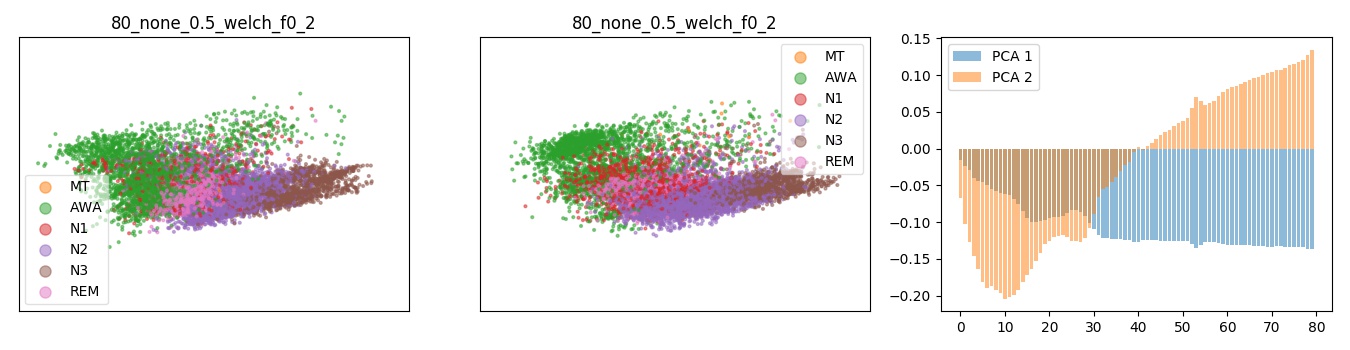 80_none_0.5_welch_f0_2
MT
AWA
N1
N2
N3
REM
80_none_0.5_welch_f0_2
MT
AWA
N1
N2
N3
REM
PCA 1
PCA 2
0.15
0.10
0.05
0.00
−0.05
−0.10
−0.15
−0.20
0 10 20 30 40 50 60 70 80